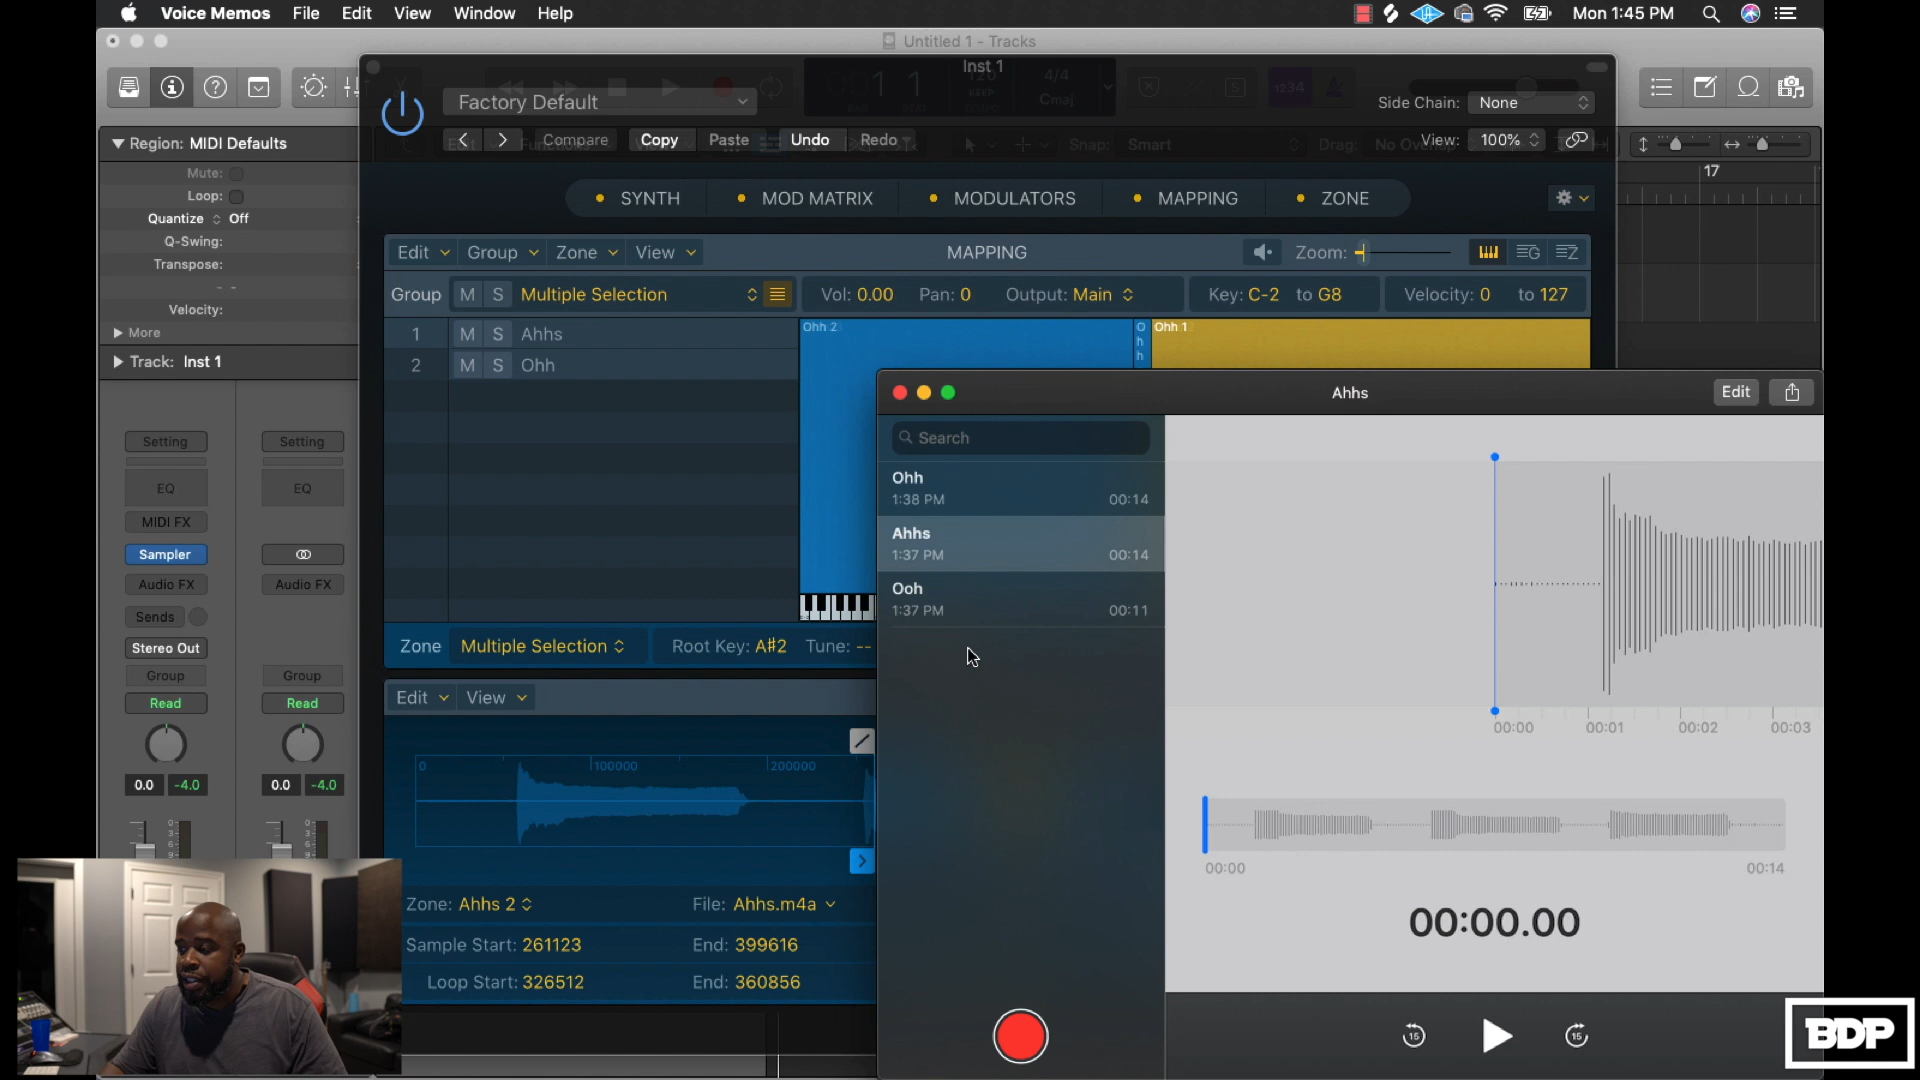 Voice Memos File Edit View Window Help Mon 1:45 PM
Untitled 1 - Tracks
Inst 1
Factory Default
Side Chain: None
Compare Copy Paste Undo Redo
View: 100%
Snap: Smart Drag:
17
Region: MIDI Defaults
Mute:
Loop:
Quantize Off
Q-Swing:
Transpose:
Velocity:
More
Track: Inst 1
SYNTH MOD MATRIX MODULATORS MAPPING ZONE
Edit Group Zone View MAPPING Zoom:
Group M S Multiple Selection Vol: 0.00 Pan: 0 Output: Main Key: C-2 to G8 Velocity: 0 to 127
1 M S Ahhs
2 M S Ohh
Ohh 2
Ohh
Ohh 1
Zone Multiple Selection Root Key: A#2 Tune: --
Edit View
0 100000 200000
Zone: Ahhs 2 File: Ahhs.m4a
Sample Start: 261123 End: 399616
Loop Start: 326512 End: 360856
Setting Setting
EQ EQ
MIDI FX
Sampler
Audio FX Audio FX
Sends
Stereo Out
Group Group
Read Read
0.0 -4.0 0.0 -4.0
Ahhs
Edit
Search
Ohh
1:38 PM 00:14
Ahhs
1:37 PM 00:14
Ooh
1:37 PM 00:11
00:00 00:01 00:02 00:03
00:00 00:14
00:00.00
15 15
BDP